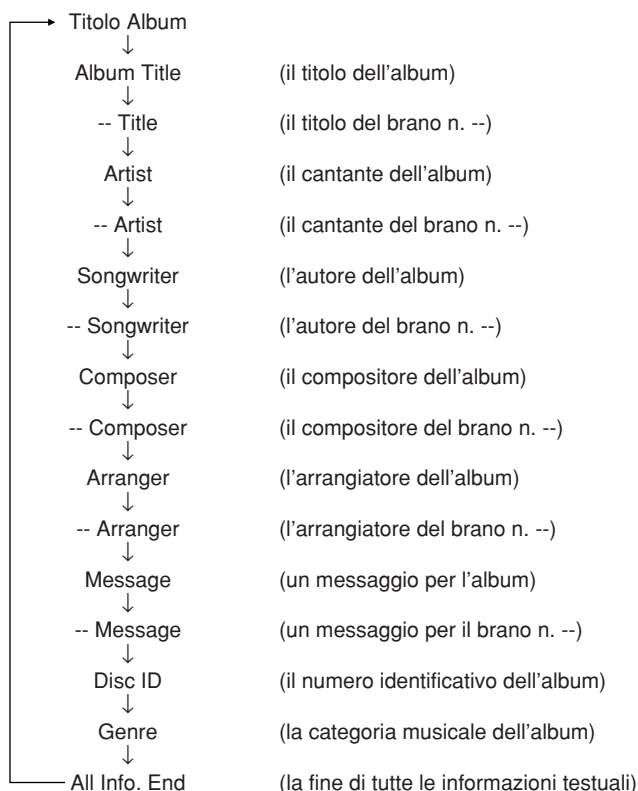 Titolo Album
↓
Album Title (il titolo dell'album)
↓
-- Title (il titolo del brano n. --)
↓
Artist (il cantante dell'album)
↓
-- Artist (il cantante del brano n. --)
↓
Songwriter (l'autore dell'album)
↓
-- Songwriter (l'autore del brano n. --)
↓
Composer (il compositore dell'album)
↓
-- Composer (il compositore del brano n. --)
↓
Arranger (l'arrangiatore dell'album)
↓
-- Arranger (l'arrangiatore del brano n. --)
↓
Message (un messaggio per l'album)
↓
-- Message (un messaggio per il brano n. --)
↓
Disc ID (il numero identificativo dell'album)
↓
Genre (la categoria musicale dell'album)
↓
All Info. End (la fine di tutte le informazioni testuali)